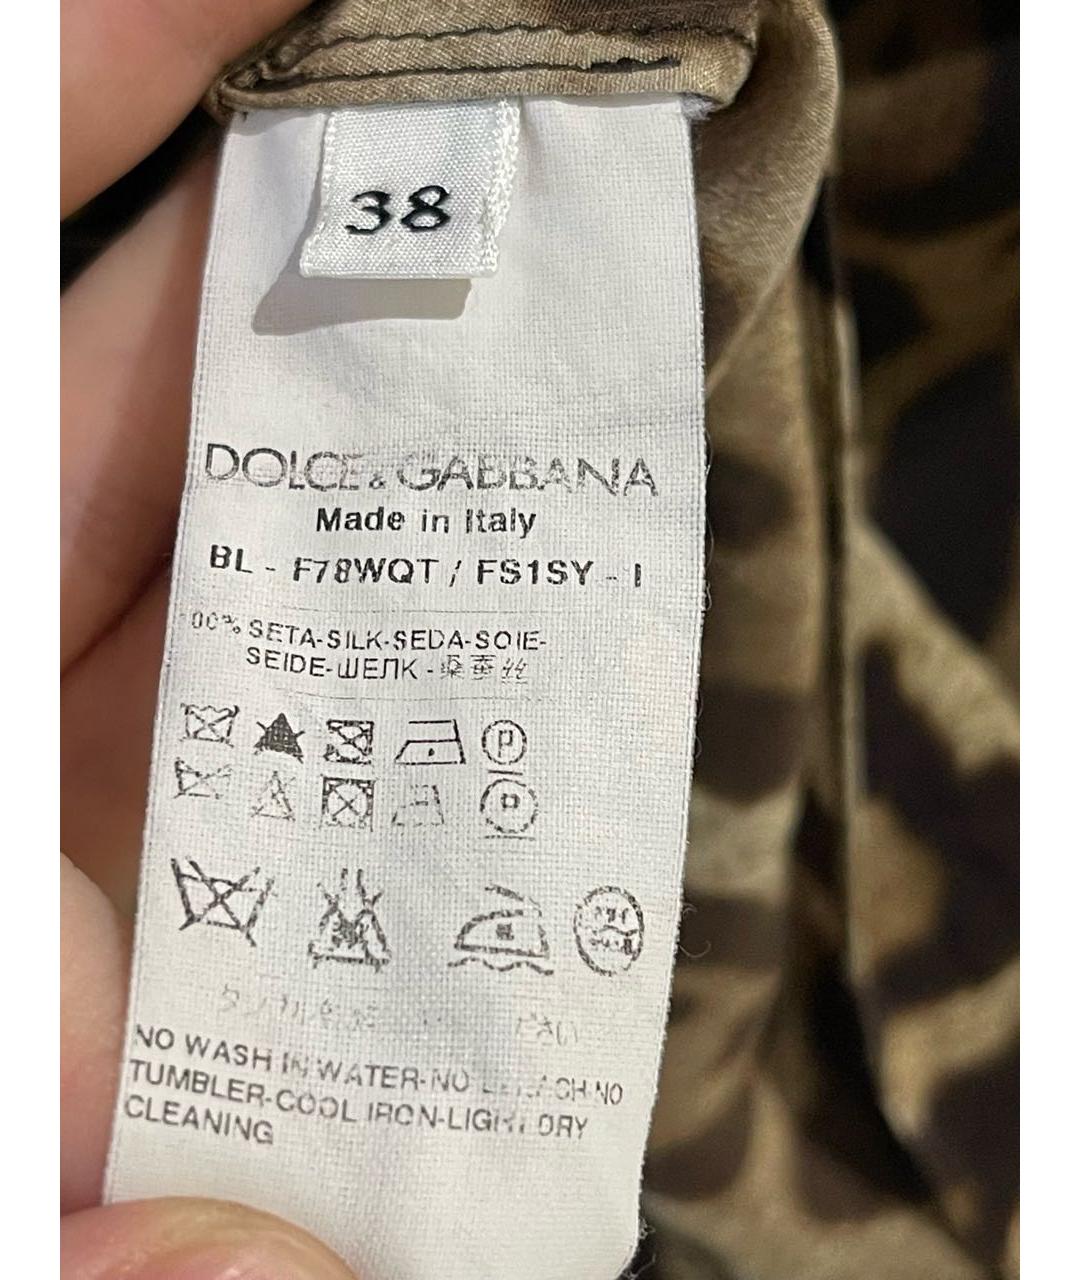 38
DOLCE & GABBANA
Made in Italy
BL - F78WQT / FS1SY - I
00% SETA-SILK-SEDA-SOIE-
SEIDE-ШЕЛК - 桑蚕丝
NO WASH IN WATER-NO BLEACH-NO
TUMBLER-COOL IRON-LIGHT DRY
CLEANING